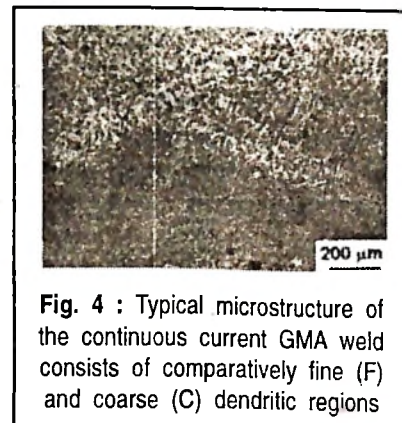 200 µm
Fig. 4 : Typical microstructure of
the continuous current GMA weld
consists of comparatively fine (F)
and coarse (C) dendritic regions